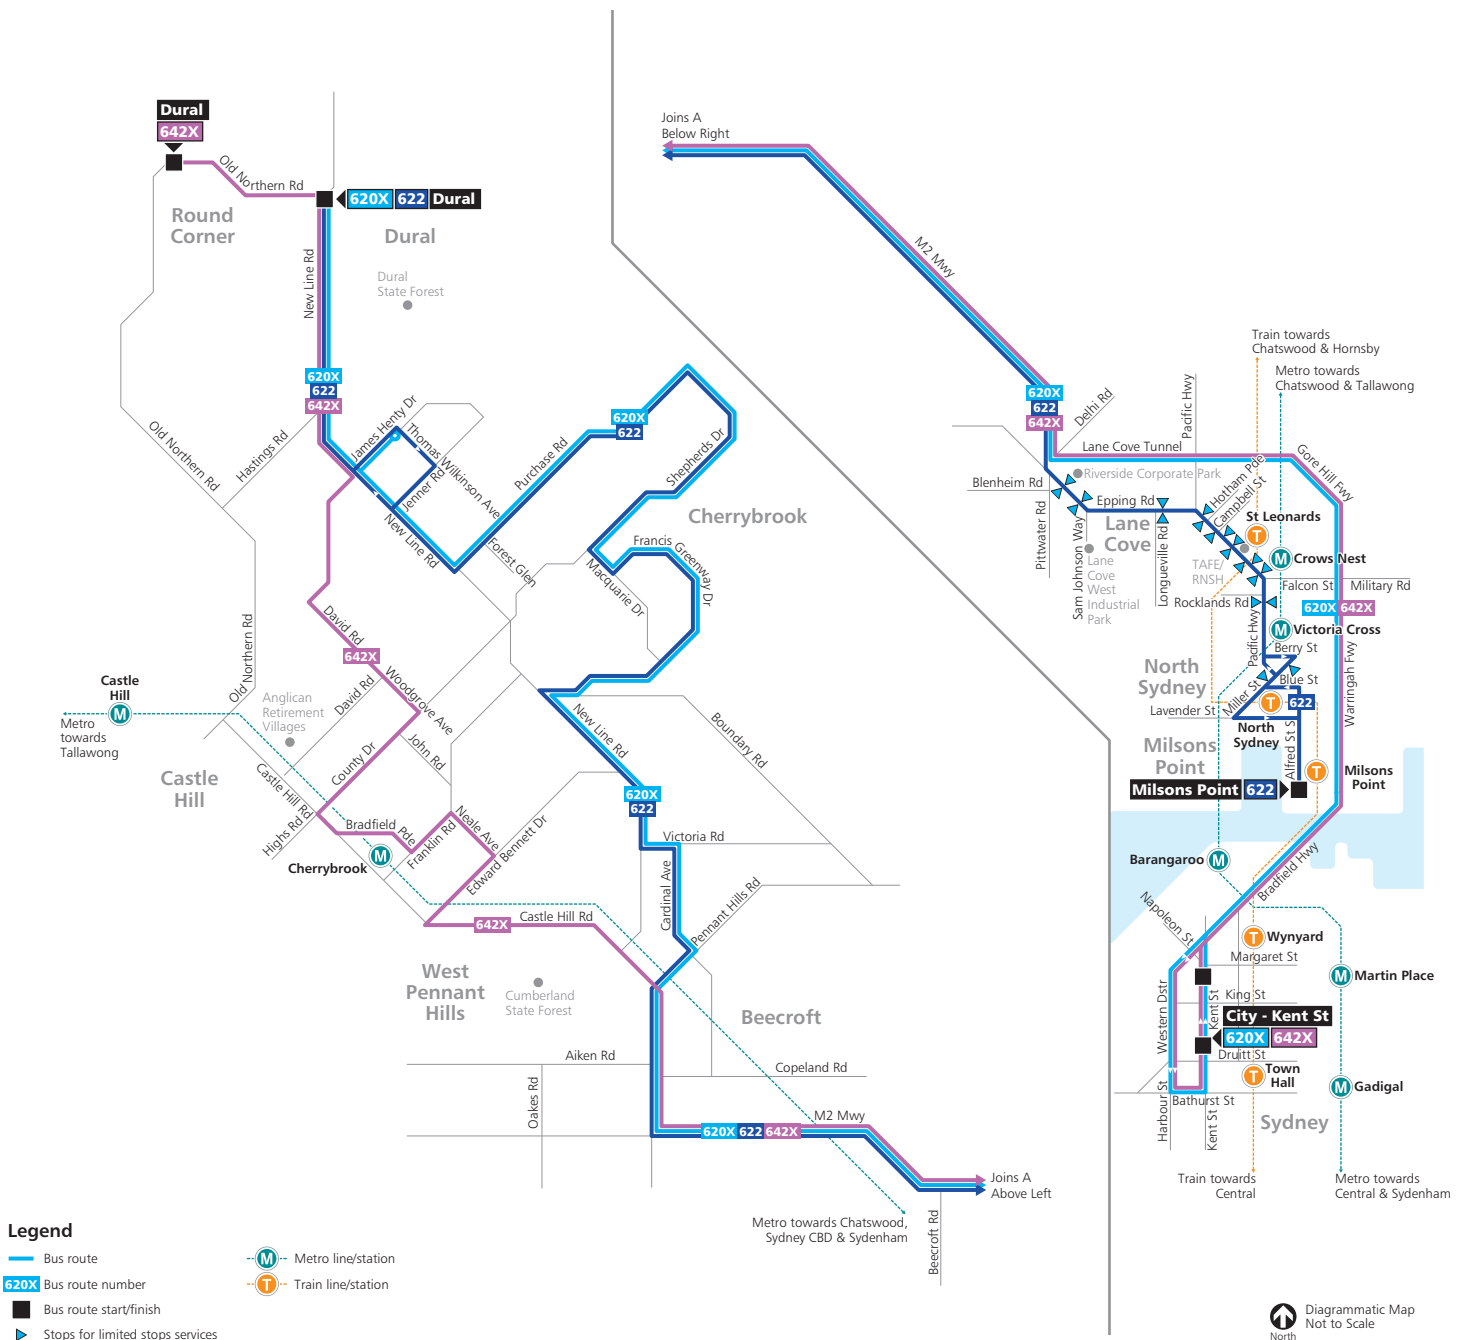 Dural
642X
Old Northern Rd
Round
Corner
620X 622 Dural
Dural
Dural
State Forest
New Line Rd
620X
622
642X
Old Northern Rd
Hastings Rd
James Henty Dr
Thomas Wilkinson Ave
Jenner Rd
New Line Rd
Forest Glen
Purchase Rd
620X
622
Shepherds Dr
Cherrybrook
Francis Greenway Dr
Macquarie Dr
David Rd
642X
Woodgrove Ave
David Rd
Old Northern Rd
Castle
Hill
Metro
towards
Tallawong
M
Anglican
Retirement
Villages
Castle
Hill
County Dr
John Rd
Castle Hill Rd
Highs Rd
Bradfield Pde
Franklin Rd
Neale Ave
Edward Bennett Dr
M
Cherrybrook
New Line Rd
Boundary Rd
620X
622
Victoria Rd
Cardinal Ave
Pennant Hills Rd
642X
Castle Hill Rd
West
Pennant
Hills
Cumberland
State Forest
Beecroft
Aiken Rd
Oakes Rd
Copeland Rd
M2 Mwy
620X 622 642X
Joins A
Above Left
Metro towards Chatswood,
Sydney CBD & Sydenham
Beecroft Rd
Joins A
Below Right
M2 Mwy
620X
622
642X
Delhi Rd
Pacific Hwy
Lane Cove Tunnel
Train towards
Chatswood & Hornsby
Metro towards
Chatswood & Tallawong
Gore Hill Fwy
Riverside Corporate Park
Blenheim Rd
Pittwater Rd
Epping Rd
Sam Johnson Way
Lane
Cove
Lane
Cove
West
Industrial
Park
Longueville Rd
Hotham Pde
Campbell St
St Leonards
T
M
Crows Nest
TAFE/
RNSH
Falcon St
Military Rd
Rocklands Rd
620X 642X
Pacific Hwy
M
Victoria Cross
Berry St
North
Sydney
Miller St
Blue St
T
622
Lavender St
North
Sydney
Alfred St S
Warringah Fwy
Milsons
Point
T
Milsons
Point
Milsons Point 622
Barangaroo
M
Bradfield Hwy
Napoleon St
T
Wynyard
Margaret St
M
Martin Place
Western Dstr
King St
Kent St
City - Kent St
620X 642X
Druitt St
T
Town
Hall
M
Gadigal
Harbour St
Bathurst St
Kent St
Sydney
Train towards
Central
Metro towards
Central & Sydenham
Legend
Bus route
620X Bus route number
Bus route start/finish
Stops for limited stops services
M Metro line/station
T Train line/station
North
Diagrammatic Map
Not to Scale